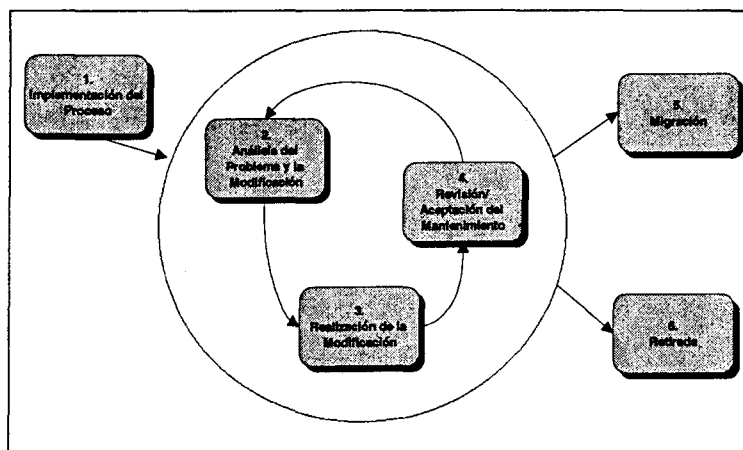 1.
Implementación del
Proceso
2.
Análisis del
Problema y la
Modificación
3.
Realización de la
Modificación
4.
Revisión/
Aceptación del
Mantenimiento
5.
Migración
6.
Retirada